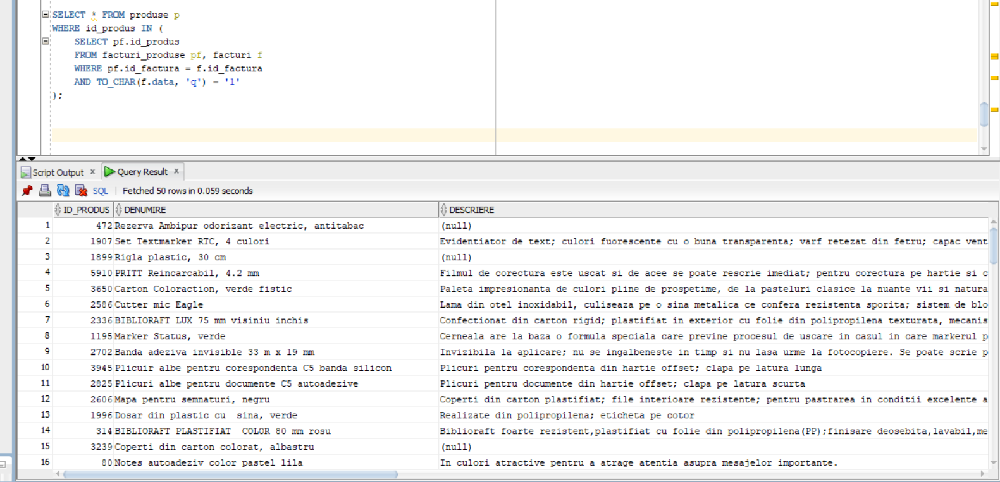 SELECT * FROM produse p
WHERE id_produs IN (
SELECT pf.id_produs
FROM facturi_produse pf, facturi f
WHERE pf.id_factura = f.id_factura
AND TO_CHAR(f.data, 'q') = '1'
);
Script Output x Query Result x
SQL | Fetched 50 rows in 0.059 seconds
ID_PRODUS DENUMIRE DESCRIERE
1 472 Rezerva Ambipur odorizant electric, antitabac (null)
2 1907 Set Textmarker RTC, 4 culori Evidentiator de text; culori fuorescente cu o buna transparenta; varf retezat din fetru; capac vent
3 1899 Rigla plastic, 30 cm (null)
4 5910 PRITT Reincarcabil, 4.2 mm Filmul de corectura este uscat si de acee se poate rescrie imediat; pentru corectura pe hartie si c
5 3650 Carton Coloraction, verde fistic Paleta impresionanta de culori pline de prospetime, de la pasteluri clasice la nuante vii si natura
6 2586 Cutter mic Eagle Lama din otel inoxidabil, culiseaza pe o sina metalica ce confera rezistenta sporita; sistem de blo
7 2336 BIBLIORAFT LUX 75 mm visiniu inchis Confectionat din carton rigid; plastifiat in exterior cu folie din polipropilena texturata, mecanis
8 1195 Marker Status, verde Cerneala are la baza o formula speciala care previne procesul de uscare in cazul in care markerul p
9 2702 Banda adeziva invisible 33 m x 19 mm Invizibila la aplicare; nu se ingalbeneste in timp si nu lasa urme la fotocopiere. Se poate scrie p
10 3945 Plicuir albe pentru corespondenta C5 banda silicon Plicuri pentru corespondenta din hartie offset; clapa pe latura lunga
11 2825 Plicuri albe pentru documente C5 autoadezive Plicuri pentru documente din hartie offset; clapa pe latura scurta
12 2606 Mapa pentru semnaturi, negru Coperti din carton plastifiat; file interioare rezistente; pentru pastrarea in conditii excelente a
13 1996 Dosar din plastic cu  sina, verde Realizate din polipropilena; eticheta pe cotor
14 314 BIBLIORAFT PLASTIFIAT  COLOR 80 mm rosu Biblioraft foarte rezistent,plastifiat cu folie din polipropilena(PP);finisare deosebita,lavabil,me
15 3239 Coperti din carton colorat, albastru (null)
16 80 Notes autoadeziv color pastel lila In culori atractive pentru a atrage atentia asupra mesajelor importante.